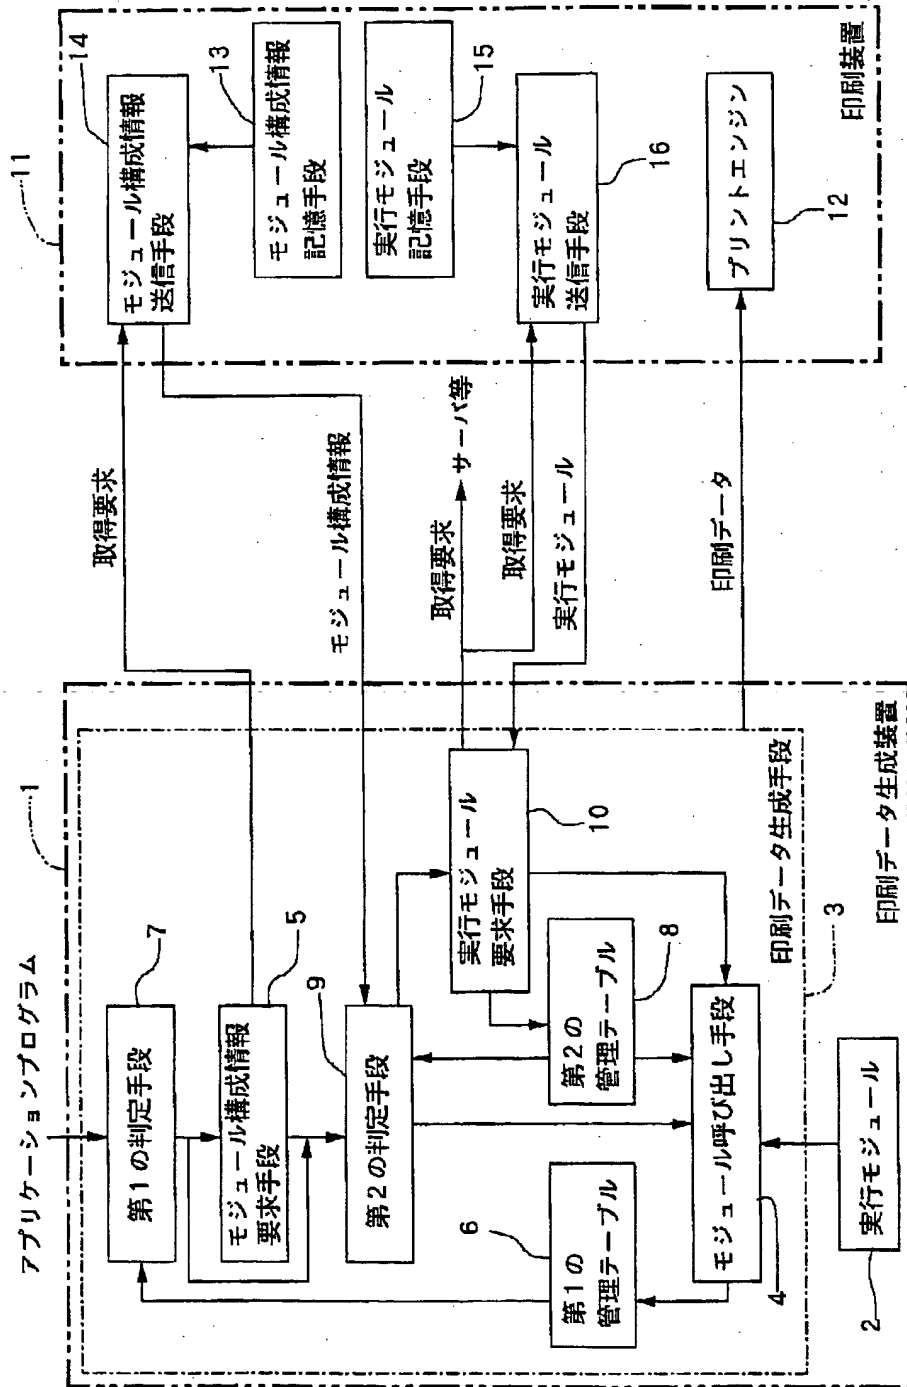 アプリケーションプログラム
1
7
第1の判定手段
モジュール構成情報
要求手段
5
9
第2の判定手段
実行モジュール
要求手段
10
第2の
管理テーブル
8
第1の
管理テーブル
6
モジュール呼び出し手段
4
印刷データ生成手段
3
実行モジュール
2
印刷データ生成装置
取得要求
モジュール構成情報
取得要求
サーバ等
取得要求
実行モジュール
印刷データ
11
14
モジュール構成情報
送信手段
13
モジュール構成情報
記憶手段
実行モジュール
記憶手段
15
実行モジュール
送信手段
16
プリントエンジン
12
印刷装置